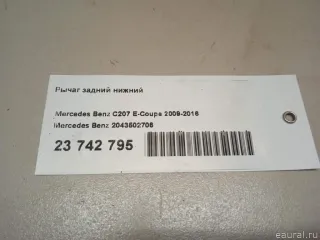 Рычаг задний нижний
Mercedes Benz C207 E-Coupe 2009-2016
Mercedes Benz 2043502706
23 742 795
eaural.ru